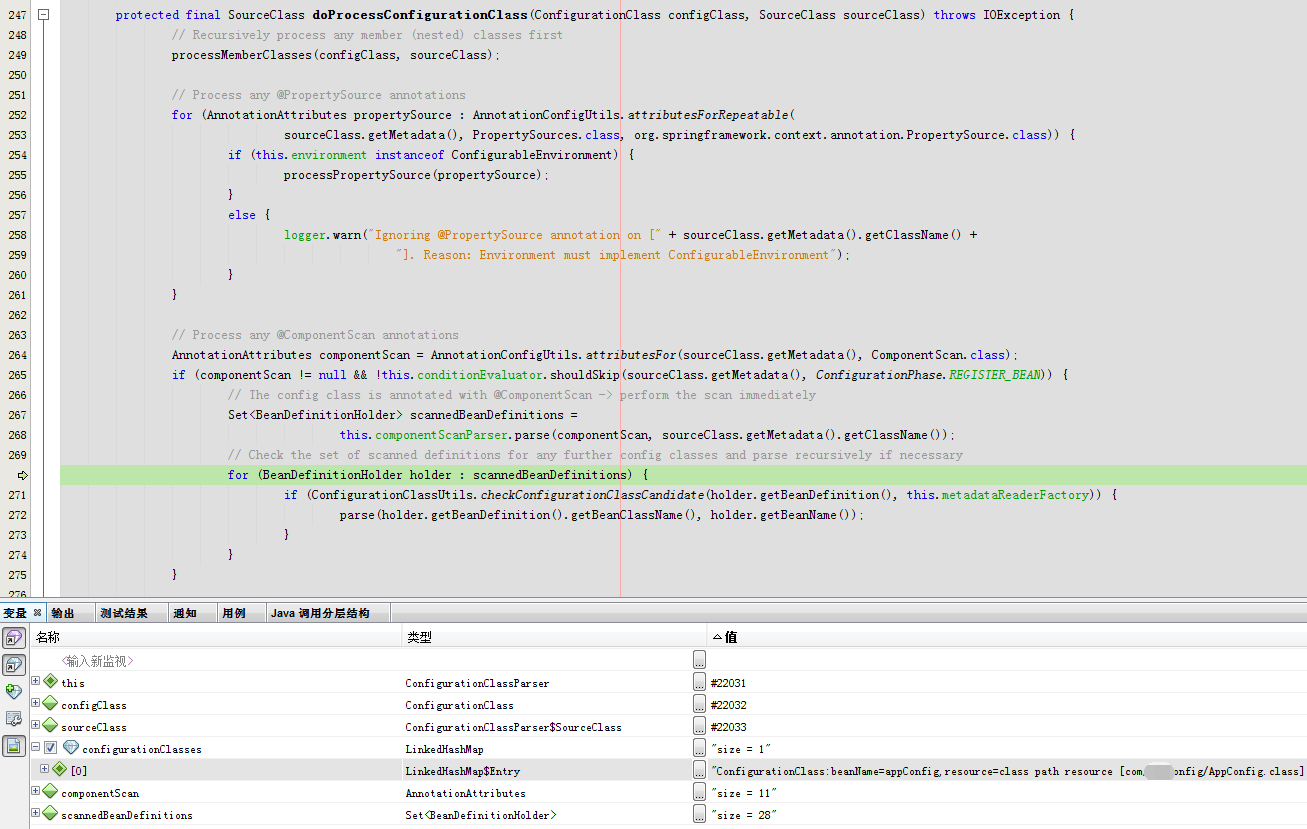 247 protected final SourceClass doProcessConfigurationClass(ConfigurationClass configClass, SourceClass sourceClass) throws IOException {
248 // Recursively process any member (nested) classes first
249 processMemberClasses(configClass, sourceClass);
250
251 // Process any @PropertySource annotations
252 for (AnnotationAttributes propertySource : AnnotationConfigUtils.attributesForRepeatable(
253 sourceClass.getMetadata(), PropertySources.class, org.springframework.context.annotation.PropertySource.class)) {
254 if (this.environment instanceof ConfigurableEnvironment) {
255 processPropertySource(propertySource);
256 }
257 else {
258 logger.warn("Ignoring @PropertySource annotation on [" + sourceClass.getMetadata().getClassName() +
259 "]. Reason: Environment must implement ConfigurableEnvironment");
260 }
261 }
262
263 // Process any @ComponentScan annotations
264 AnnotationAttributes componentScan = AnnotationConfigUtils.attributesFor(sourceClass.getMetadata(), ComponentScan.class);
265 if (componentScan != null && !this.conditionEvaluator.shouldSkip(sourceClass.getMetadata(), ConfigurationPhase.REGISTER_BEAN)) {
266 // The config class is annotated with @ComponentScan -> perform the scan immediately
267 Set<BeanDefinitionHolder> scannedBeanDefinitions =
268 this.componentScanParser.parse(componentScan, sourceClass.getMetadata().getClassName());
269 // Check the set of scanned definitions for any further config classes and parse recursively if necessary
for (BeanDefinitionHolder holder : scannedBeanDefinitions) {
271 if (ConfigurationClassUtils.checkConfigurationClassCandidate(holder.getBeanDefinition(), this.metadataReaderFactory)) {
272 parse(holder.getBeanDefinition().getBeanClassName(), holder.getBeanName());
273 }
274 }
275 }
276
变量 输出 测试结果 通知 用例 Java 调用分层结构
名称 类型 值
<输入新监视> ...
this ConfigurationClassParser ... #22031
configClass ConfigurationClass ... #22032
sourceClass ConfigurationClassParser$SourceClass ... #22033
configurationClasses LinkedHashMap ... "size = 1"
[0] LinkedHashMap$Entry ... "ConfigurationClass:beanName=appConfig,resource=class path resource [com/ onfig/AppConfig.class]
componentScan AnnotationAttributes ... "size = 11"
scannedBeanDefinitions Set<BeanDefinitionHolder> ... "size = 28"